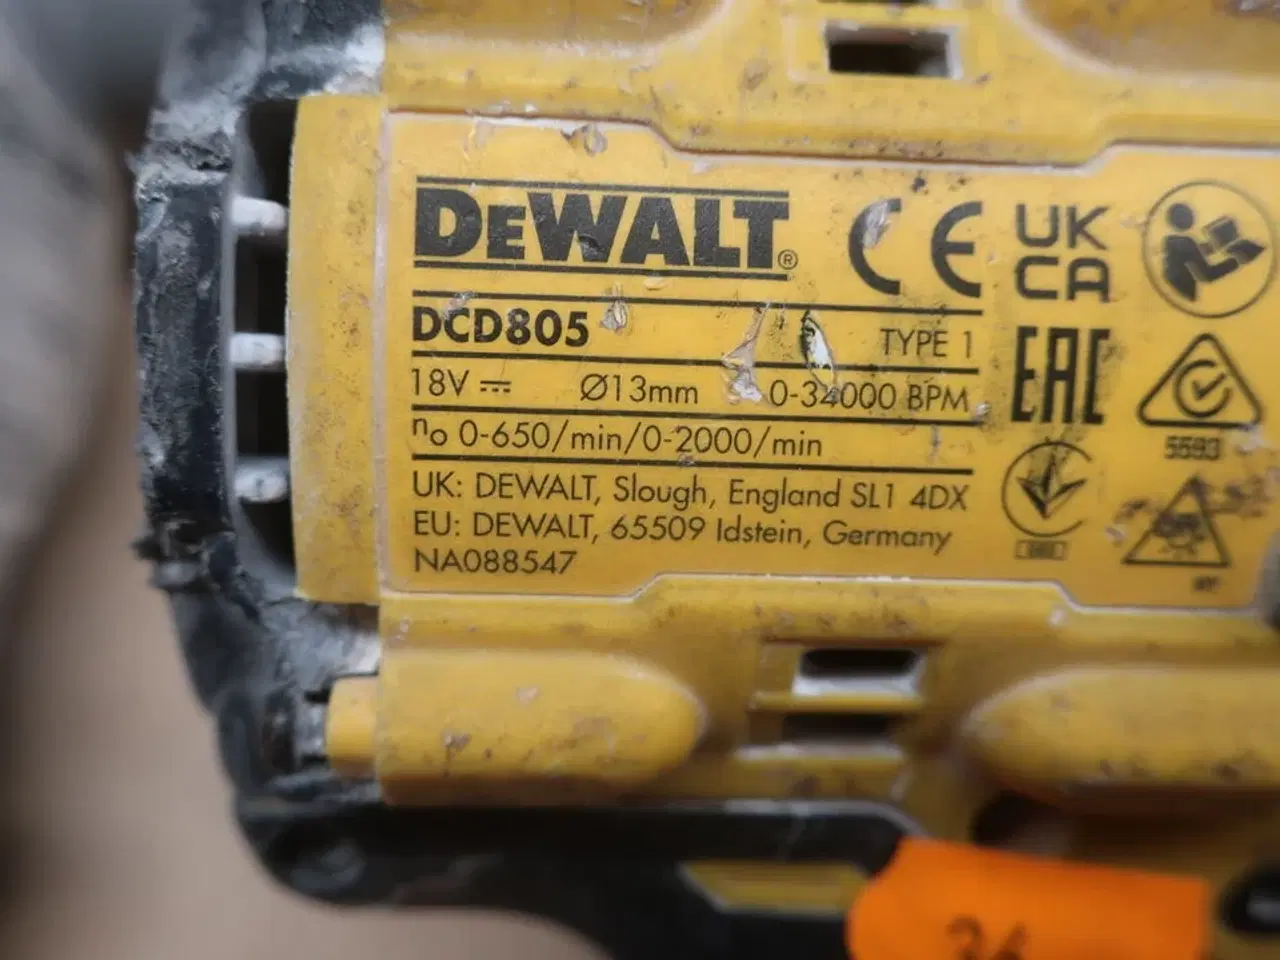 DEWALT®
DCD805 TYPE 1
18V ⎓ Ø13mm 0-34000 BPM
no 0-650/min/0-2000/min
UK: DEWALT, Slough, England SL1 4DX
EU: DEWALT, 65509 Idstein, Germany
NA088547
CE
UK
CA
EAC
5593